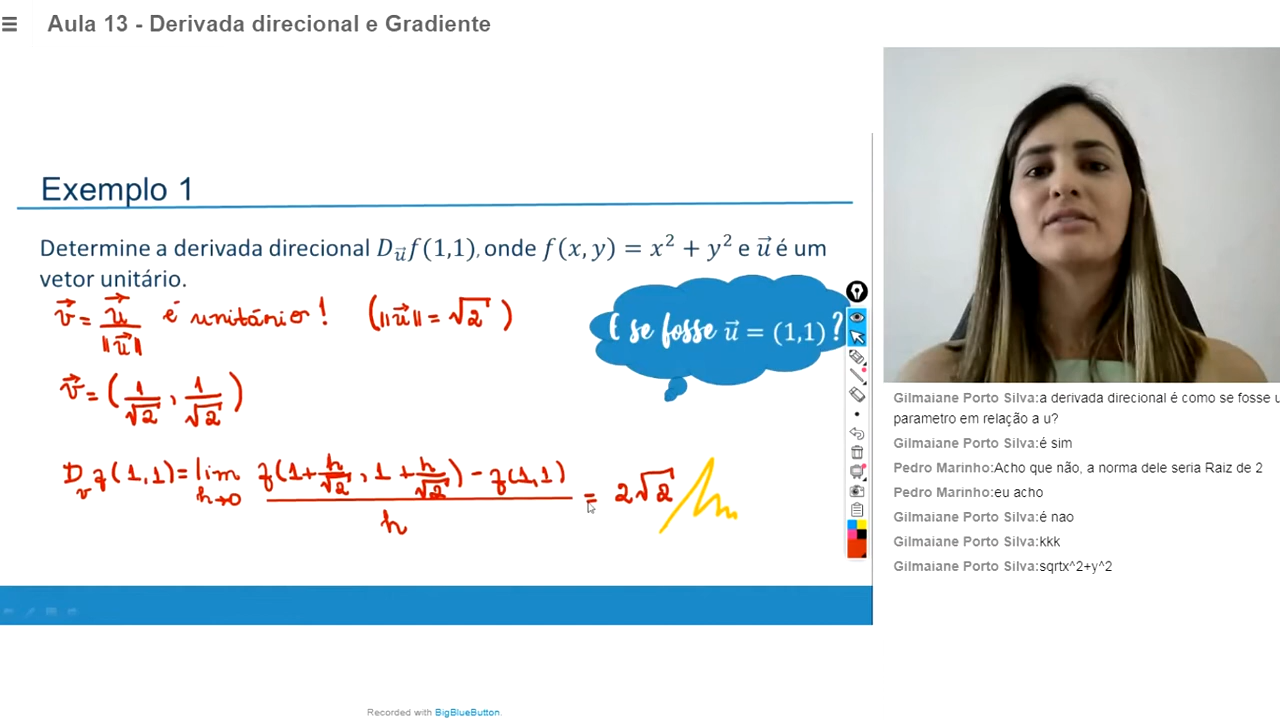 Aula 13 - Derivada direcional e Gradiente
Exemplo 1
Determine a derivada direcional D_u⃗ f(1,1), onde f(x, y) = x² + y² e u⃗ é um
vetor unitário.
v⃗ = u⃗/||u⃗|| é unitário! (||u⃗|| = √2)
E se fosse u⃗ = (1,1)?
v⃗ = (1/√2, 1/√2)
D_v f(1,1) = lim h→0 (f(1+h/√2, 1+h/√2) - f(1,1))/h = 2√2
Gilmaiane Porto Silva:a derivada direcional é como se fosse u
parametro em relação a u?
Gilmaiane Porto Silva:é sim
Pedro Marinho:Acho que não, a norma dele seria Raiz de 2
Pedro Marinho:eu acho
Gilmaiane Porto Silva:é nao
Gilmaiane Porto Silva:kkk
Gilmaiane Porto Silva:sqrtx^2+y^2
Recorded with BigBlueButton.